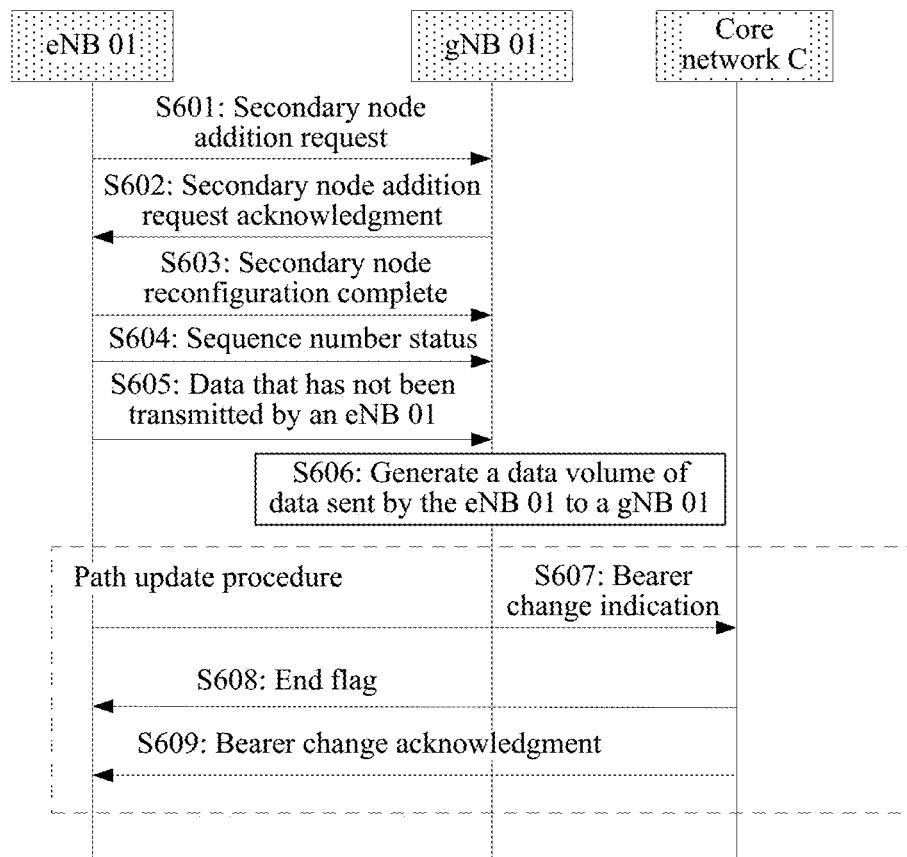 eNB 01
gNB 01
Core
network C
S601: Secondary node
addition request
S602: Secondary node addition
request acknowledgment
S603: Secondary node
reconfiguration complete
S604: Sequence number status
S605: Data that has not been
transmitted by an eNB 01
S606: Generate a data volume of
data sent by the eNB 01 to a gNB 01
Path update procedure
S607: Bearer
change indication
S608: End flag
S609: Bearer change acknowledgment